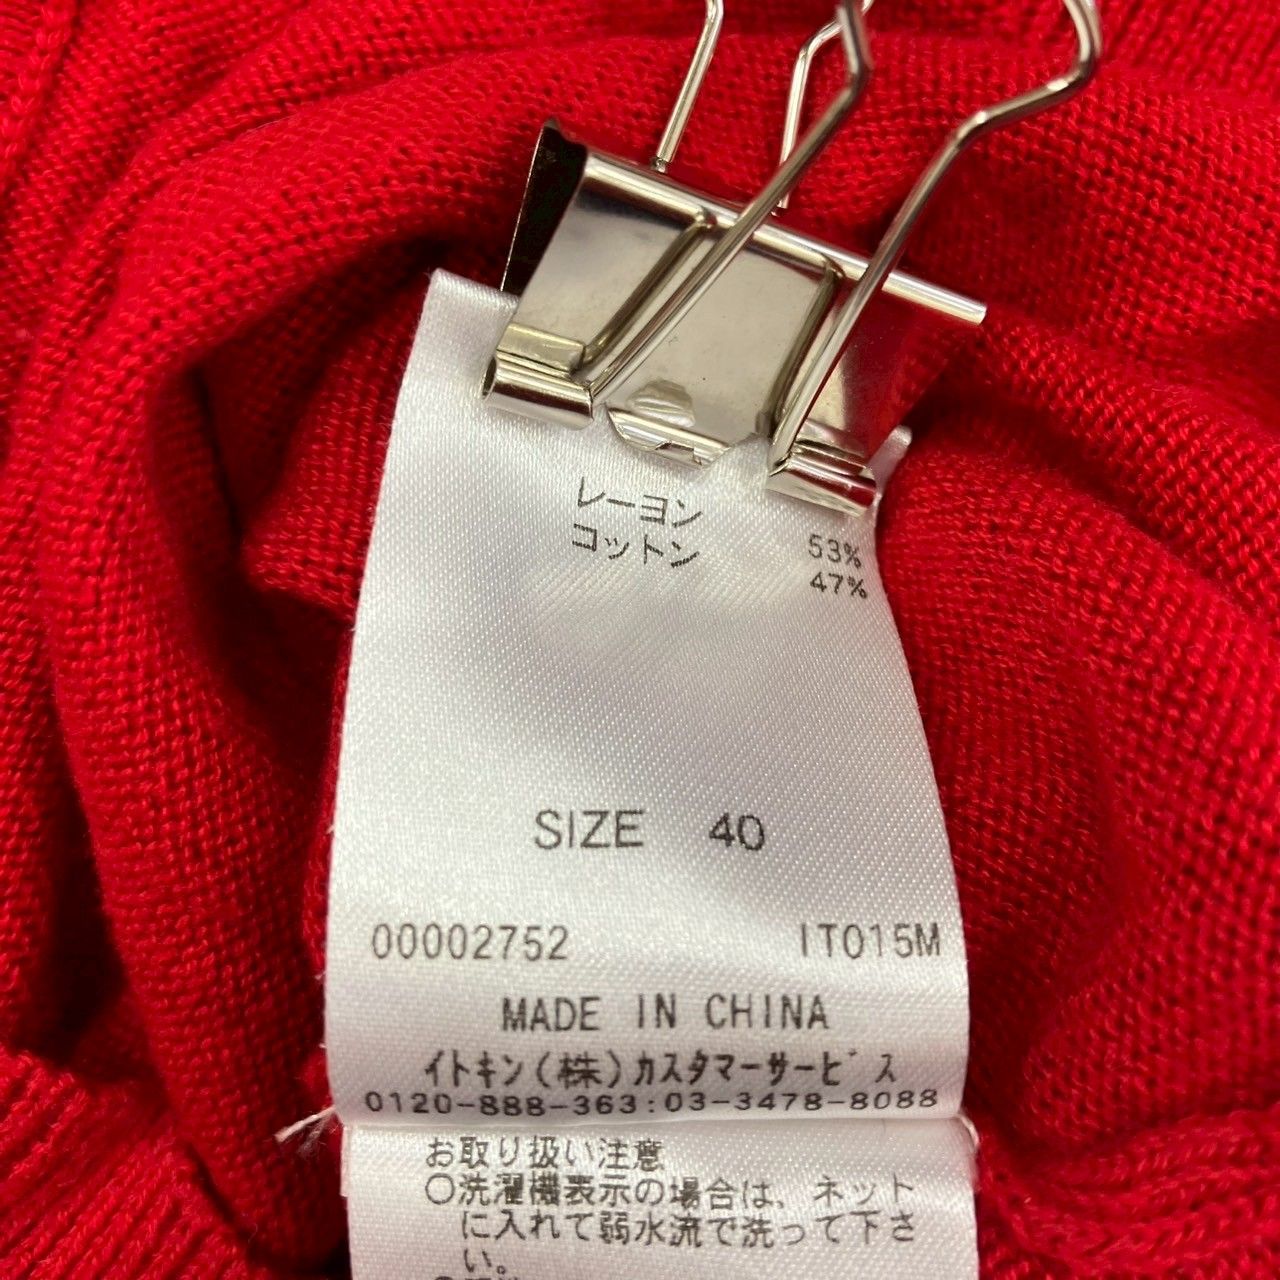 レーヨン 53%
コットン 47%
SIZE 40
00002752 IT015M
MADE IN CHINA
イトキン(株)カスタマーサービス
0120-888-363:03-3478-8088
お取り扱い注意
○洗濯機表示の場合は、ネット
に入れて弱水流で洗って下さ
い。